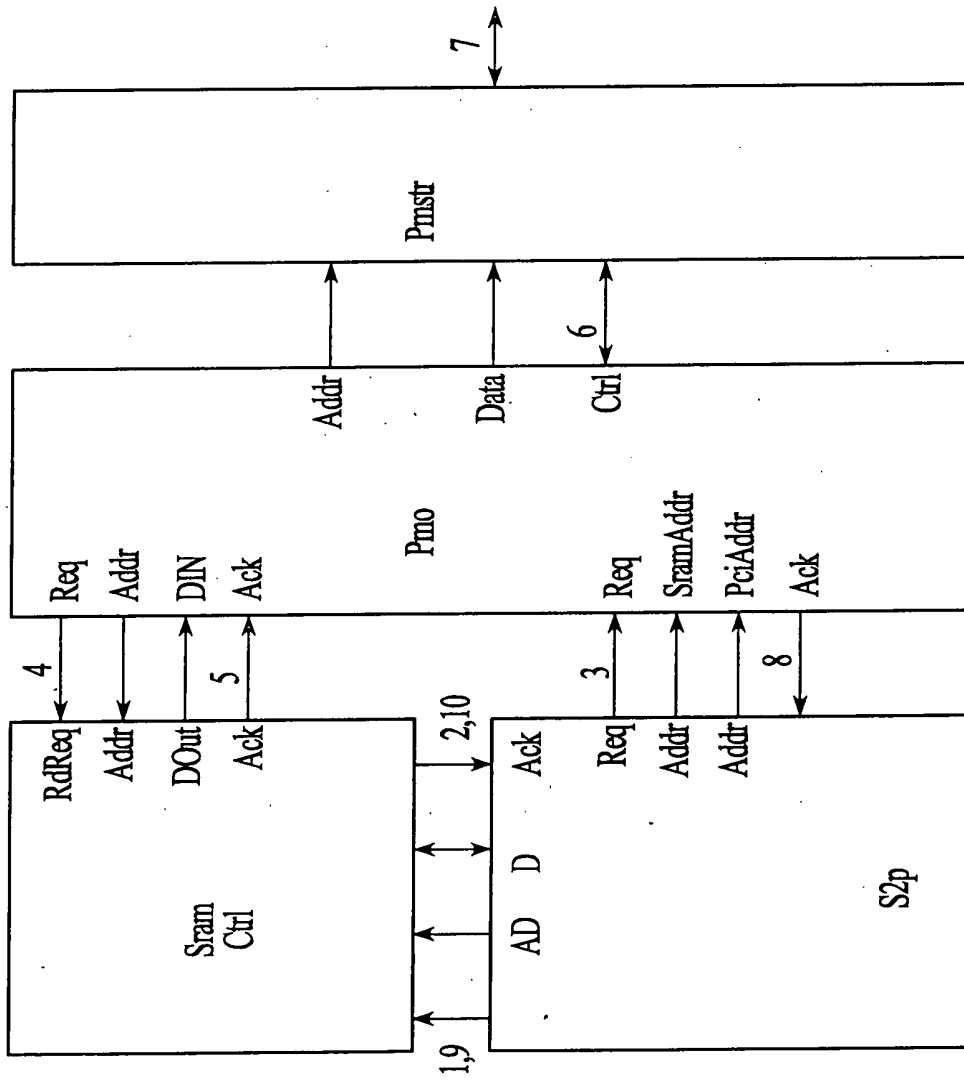 7
Pmstr
6
Addr
Data
Ctrl
Pmo
Req
Addr
DIN
Ack
Req
SramAddr
PciAddr
Ack
4
5
3
8
RdReq
Addr
DOut
Ack
2,10
Ack
Req
Addr
Addr
Sram
Ctrl
D
AD
S2p
1,9